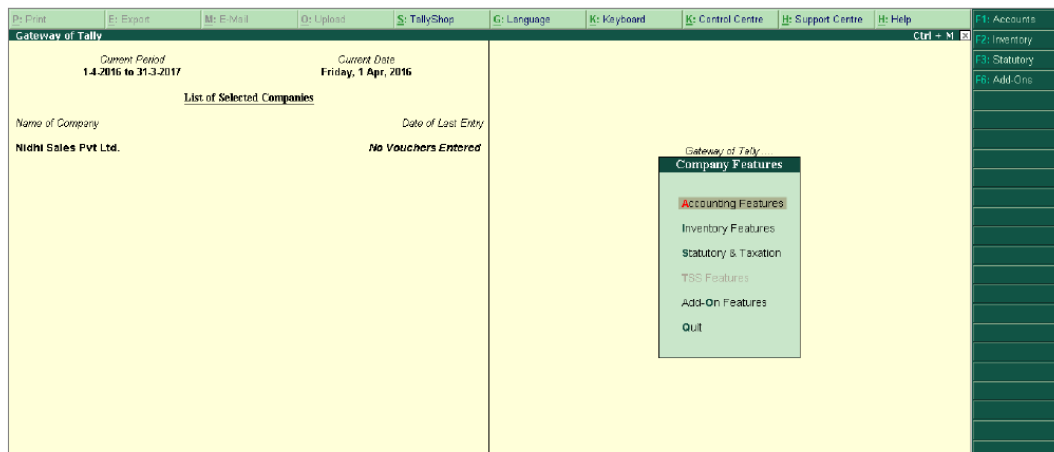 P: Print E: Export M: E-Mail O: Upload S: TallyShop G: Language K: Keyboard K: Control Centre H: Support Centre H: Help F1: Accounts
Gateway of Tally Ctrl + M
F2: Inventory
F3: Statutory
F6: Add-Ons
Current Period Current Date
1-4-2016 to 31-3-2017 Friday, 1 Apr, 2016
List of Selected Companies
Name of Company Date of Last Entry
Nidhi Sales Pvt Ltd. No Vouchers Entered
Gateway of Tally ....
Company Features
Accounting Features
Inventory Features
Statutory & Taxation
TSS Features
Add-On Features
Quit